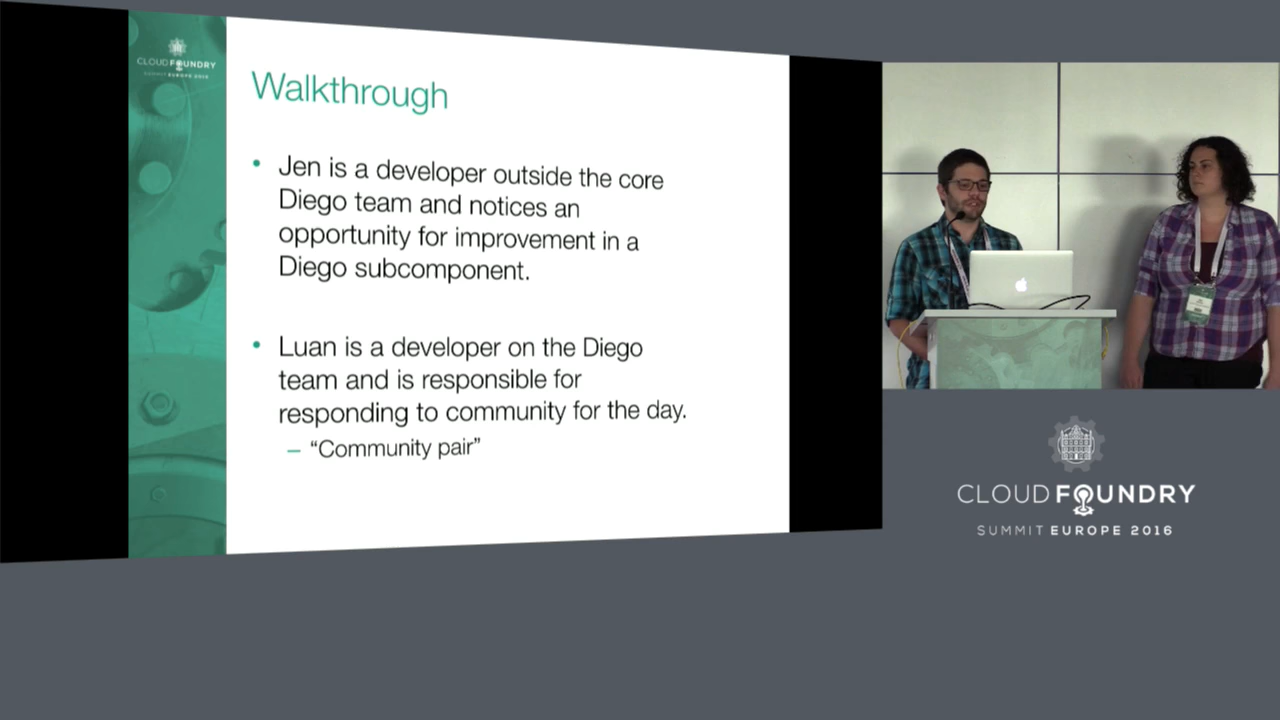 CLOUD FOUNDRY
SUMMIT EUROPE 2016
Walkthrough
• Jen is a developer outside the core
Diego team and notices an
opportunity for improvement in a
Diego subcomponent.
• Luan is a developer on the Diego
team and is responsible for
responding to community for the day.
– “Community pair”
CLOUD FOUNDRY
SUMMIT EUROPE 2016